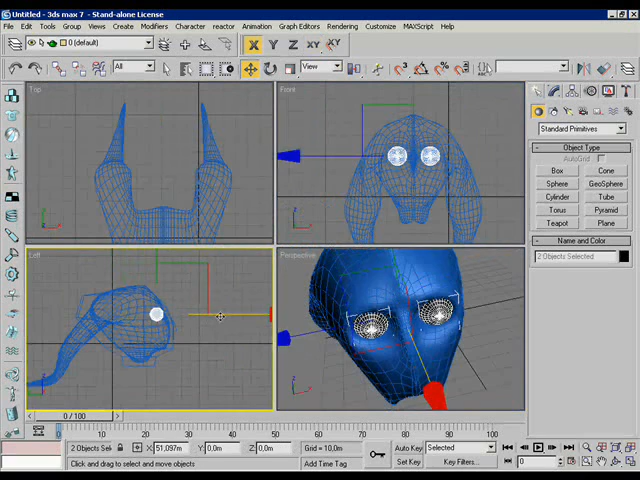 Untitled - 3ds max 7 - Stand-alone License
File Edit Tools Group Views Create Modifiers Character reactor Animation Graph Editors Rendering Customize MAXScript Help
0 (default)
X Y Z XY
All View
Top
Front
Left
Perspective
Standard Primitives
Object Type
AutoGrid
Box Cone
Sphere GeoSphere
Cylinder Tube
Torus Pyramid
Teapot Plane
Name and Color
2 Objects Selected
0 / 100
0 10 20 30 40 50 60 70 80 90 100
2 Objects Sel X: 51,097m Y: 0,0m Z: 0,0m Grid = 10,0m
Auto Key Selected
Click and drag to select and move objects
Add Time Tag
Set Key Key Filters...
0